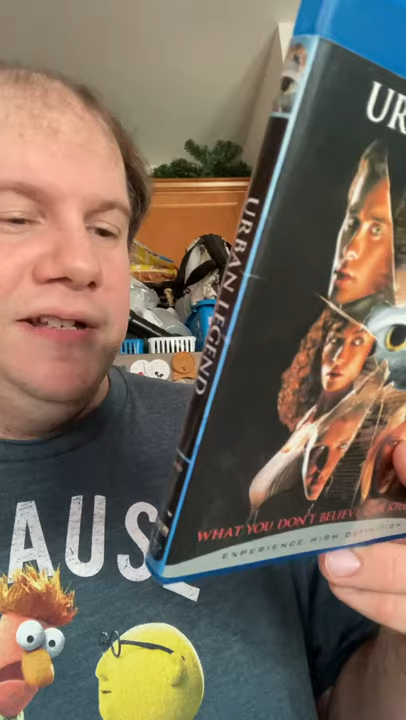 UR
URBAN LEGEND
WHAT YOU DON'T BELIEVE
EXPERIENCE HIGH DEFINITION
AUS